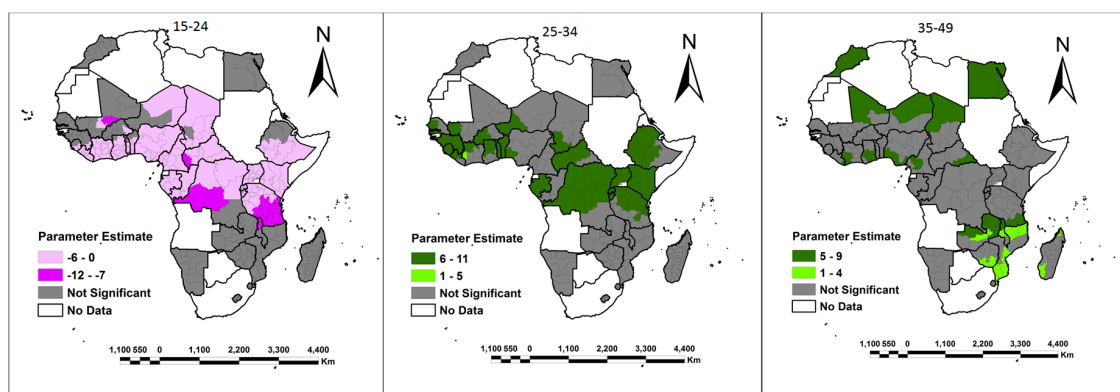 15-24
N
Parameter Estimate
-6 - 0
-12 - -7
Not Significant
No Data
1,100 550 0 1,100 2,200 3,300 4,400
Km
25-34
N
Parameter Estimate
6 - 11
1 - 5
Not Significant
No Data
1,100 550 0 1,100 2,200 3,300 4,400
Km
35-49
N
Parameter Estimate
5 - 9
1 - 4
Not Significant
No Data
1,100 550 0 1,100 2,200 3,300 4,400
Km